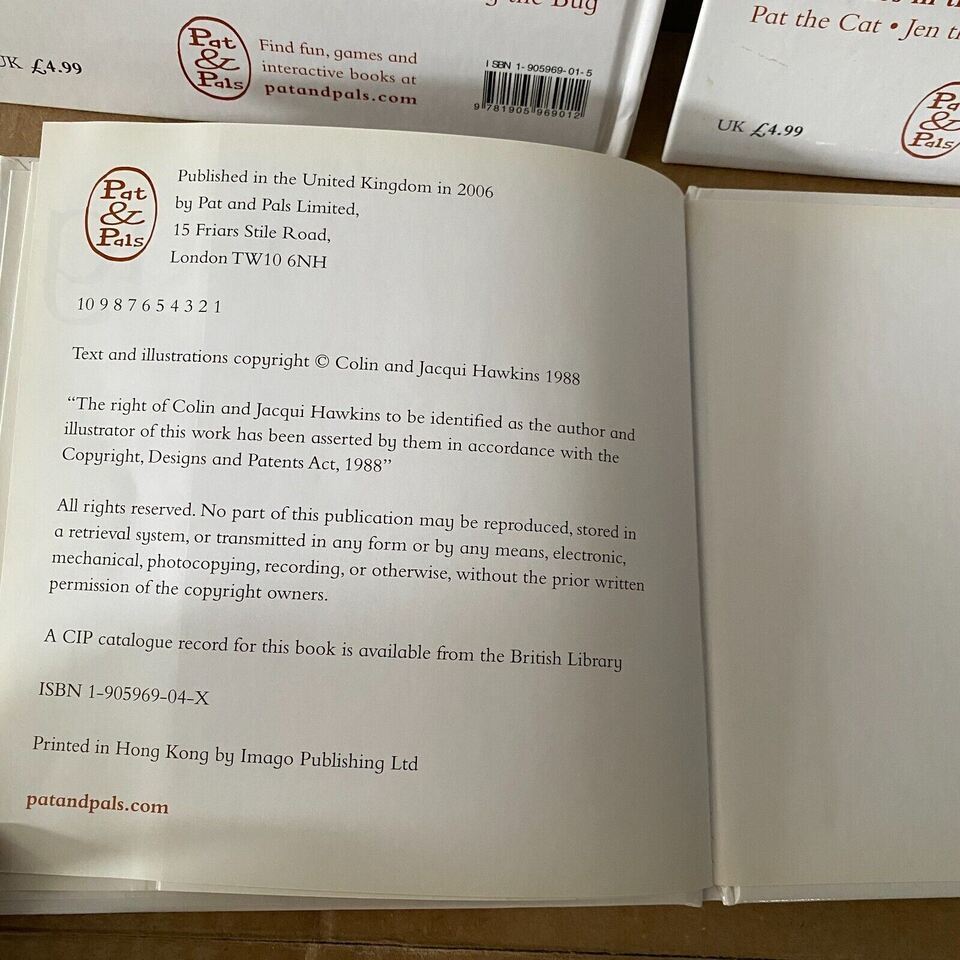 the Bug
UK £4.99
Pat
&
Pals
Find fun, games and
interactive books at
patandpals.com
ISBN 1-905969-01-5
9 781905 969012
Pat the Cat • Jen th
UK £4.99
Pa
&
Pals
Pat
&
Pals
Published in the United Kingdom in 2006
by Pat and Pals Limited,
15 Friars Stile Road,
London TW10 6NH
10 9 8 7 6 5 4 3 2 1
Text and illustrations copyright © Colin and Jacqui Hawkins 1988
“The right of Colin and Jacqui Hawkins to be identified as the author and
illustrator of this work has been asserted by them in accordance with the
Copyright, Designs and Patents Act, 1988”
All rights reserved. No part of this publication may be reproduced, stored in
a retrieval system, or transmitted in any form or by any means, electronic,
mechanical, photocopying, recording, or otherwise, without the prior written
permission of the copyright owners.
A CIP catalogue record for this book is available from the British Library
ISBN 1-905969-04-X
Printed in Hong Kong by Imago Publishing Ltd
patandpals.com